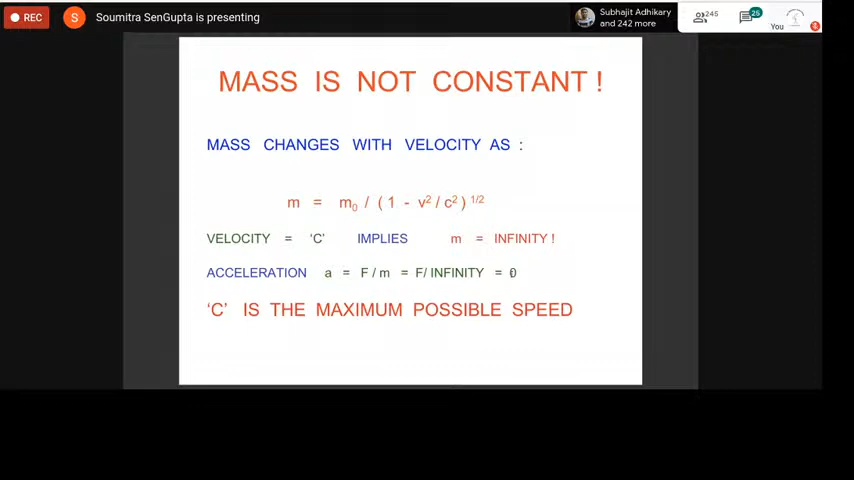 REC
S
Soumitra SenGupta is presenting
Subhajit Adhikary
and 242 more
245
25
You
MASS IS NOT CONSTANT !
MASS CHANGES WITH VELOCITY AS :
m = m₀ / ( 1 - v² / c² ) ¹/²
VELOCITY = ‘C’ IMPLIES m = INFINITY !
ACCELERATION a = F / m = F/ INFINITY = 0
‘C’ IS THE MAXIMUM POSSIBLE SPEED